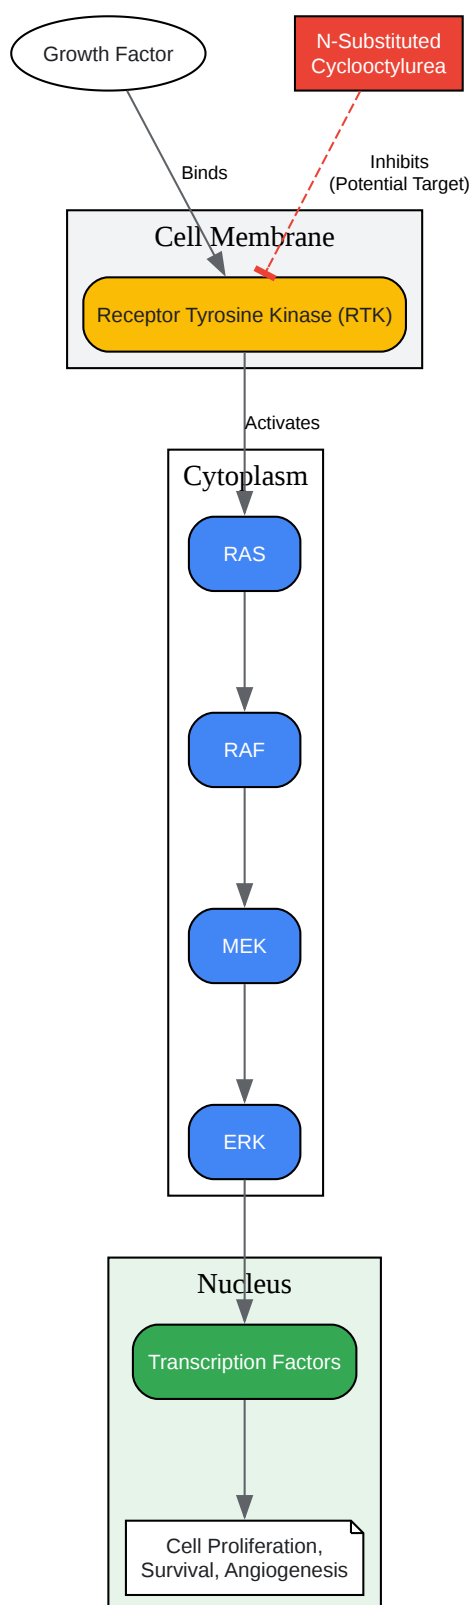 Growth Factor
N-Substituted
Cyclooctylurea
Binds
Inhibits
(Potential Target)
Cell Membrane
Receptor Tyrosine Kinase (RTK)
Activates
Cytoplasm
RAS
RAF
MEK
ERK
Nucleus
Transcription Factors
Cell Proliferation,
Survival, Angiogenesis